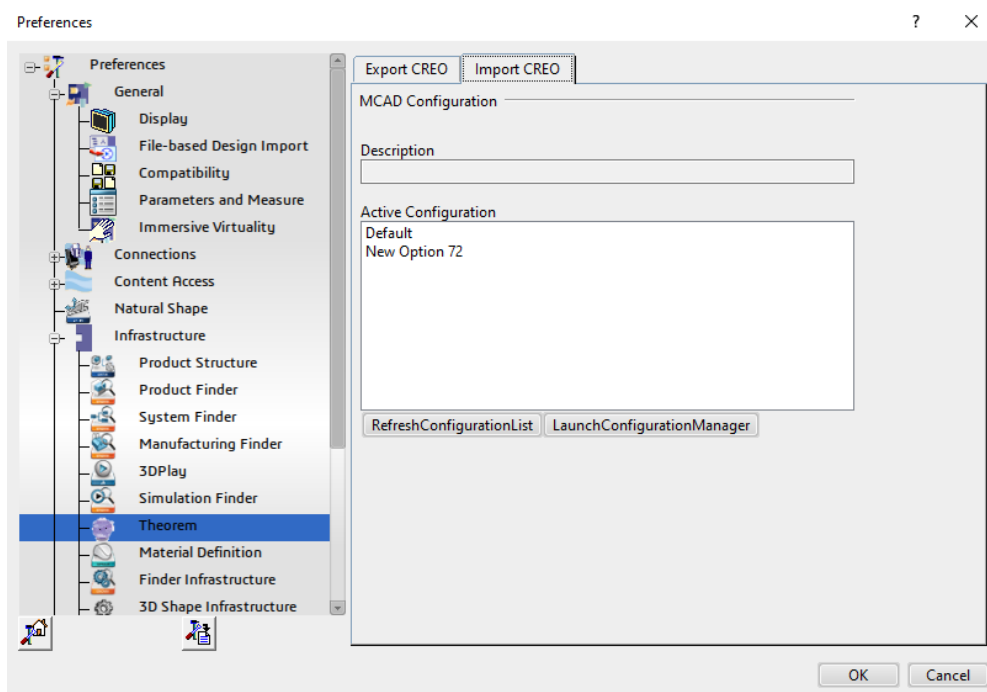 Preferences
?
Preferences
General
Display
File-based Design Import
Compatibility
Parameters and Measure
Immersive Virtuality
Connections
Content Access
Natural Shape
Infrastructure
Product Structure
Product Finder
System Finder
Manufacturing Finder
3DPlay
Simulation Finder
Theorem
Material Definition
Finder Infrastructure
3D Shape Infrastructure
Export CREO Import CREO
MCAD Configuration
Description
Active Configuration
Default
New Option 72
RefreshConfigurationList LaunchConfigurationManager
OK Cancel